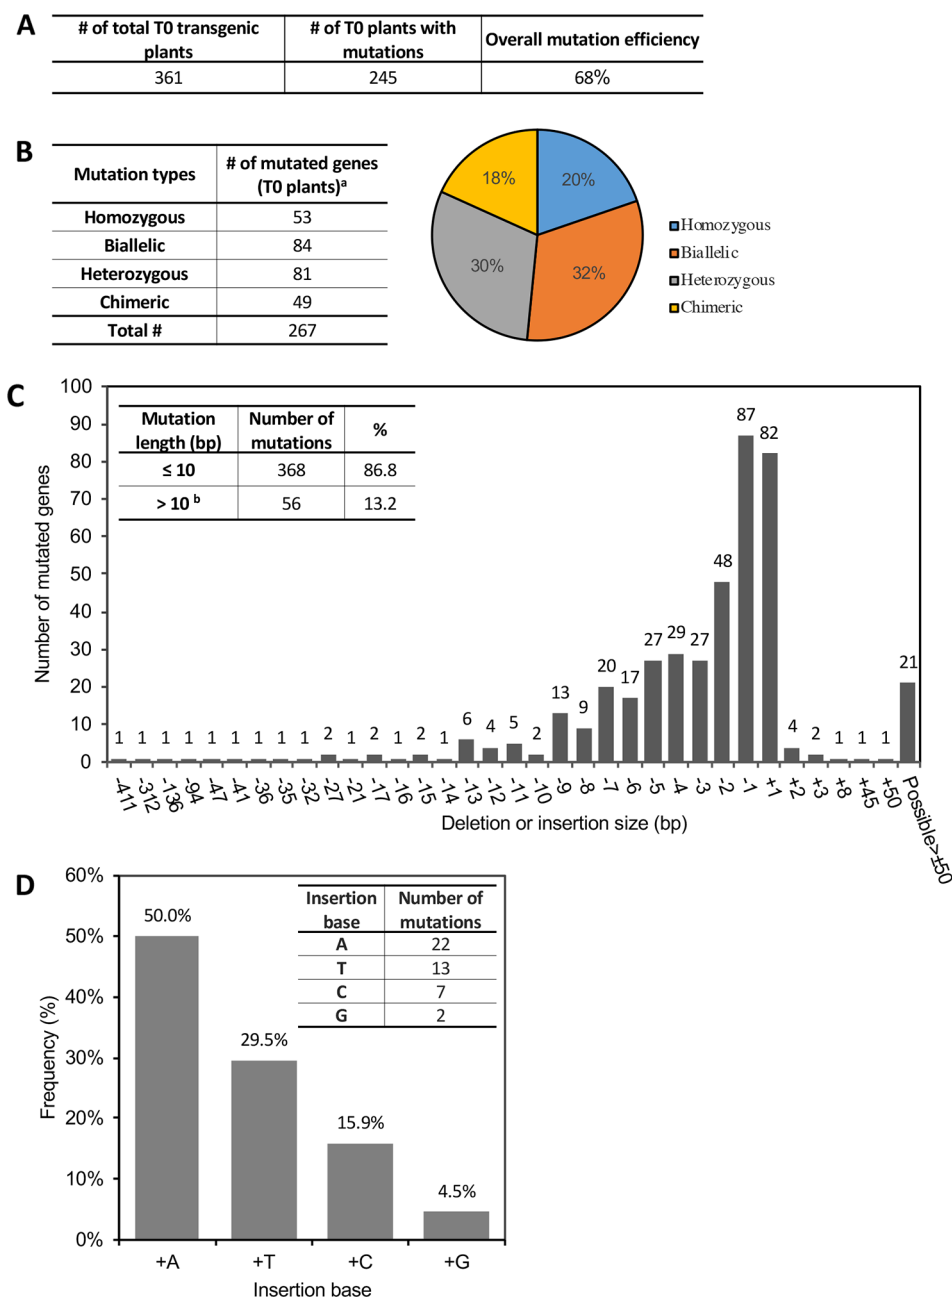 A
# of total T0 transgenic plants | # of T0 plants with mutations | Overall mutation efficiency
361 | 245 | 68%
B
Mutation types | # of mutated genes (T0 plants)a
Homozygous | 53
Biallelic | 84
Heterozygous | 81
Chimeric | 49
Total # | 267
18%
20%
30%
32%
Homozygous
Biallelic
Heterozygous
Chimeric
C
Number of mutated genes
100
90
80
70
60
50
40
30
20
10
0
Mutation length (bp) | Number of mutations | %
≤ 10 | 368 | 86.8
> 10 b | 56 | 13.2
1 1 1 1 1 1 1 1 1 2 1 2 1 2 1 6 4 5 2 13 9 20 17 27 29 27 48 87 82 4 2 1 1 1 21
-411 -312 -136 -94 -47 -41 -36 -35 -32 -27 -21 -17 -16 -15 -14 -13 -12 -11 -10 -9 -8 -7 -6 -5 -4 -3 -2 -1 +1 +2 +3 +8 +45 +50 Possible>±50
Deletion or insertion size (bp)
D
Frequency (%)
60%
50%
40%
30%
20%
10%
0%
50.0%
29.5%
15.9%
4.5%
Insertion base | Number of mutations
A | 22
T | 13
C | 7
G | 2
+A +T +C +G
Insertion base